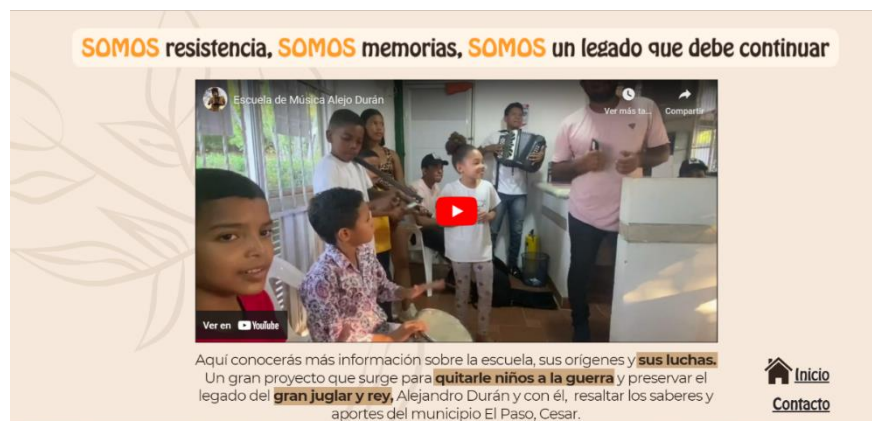 SOMOS resistencia, SOMOS memorias, SOMOS un legado que debe continuar
Escuela de Música Alejo Durán
Ver más ta...
Compartir
Ver en YouTube
Aquí conocerás más información sobre la escuela, sus orígenes y sus luchas.
Un gran proyecto que surge para quitarle niños a la guerra y preservar el
legado del gran juglar y rey, Alejandro Durán y con él, resaltar los saberes y
aportes del municipio El Paso, Cesar.
Inicio
Contacto